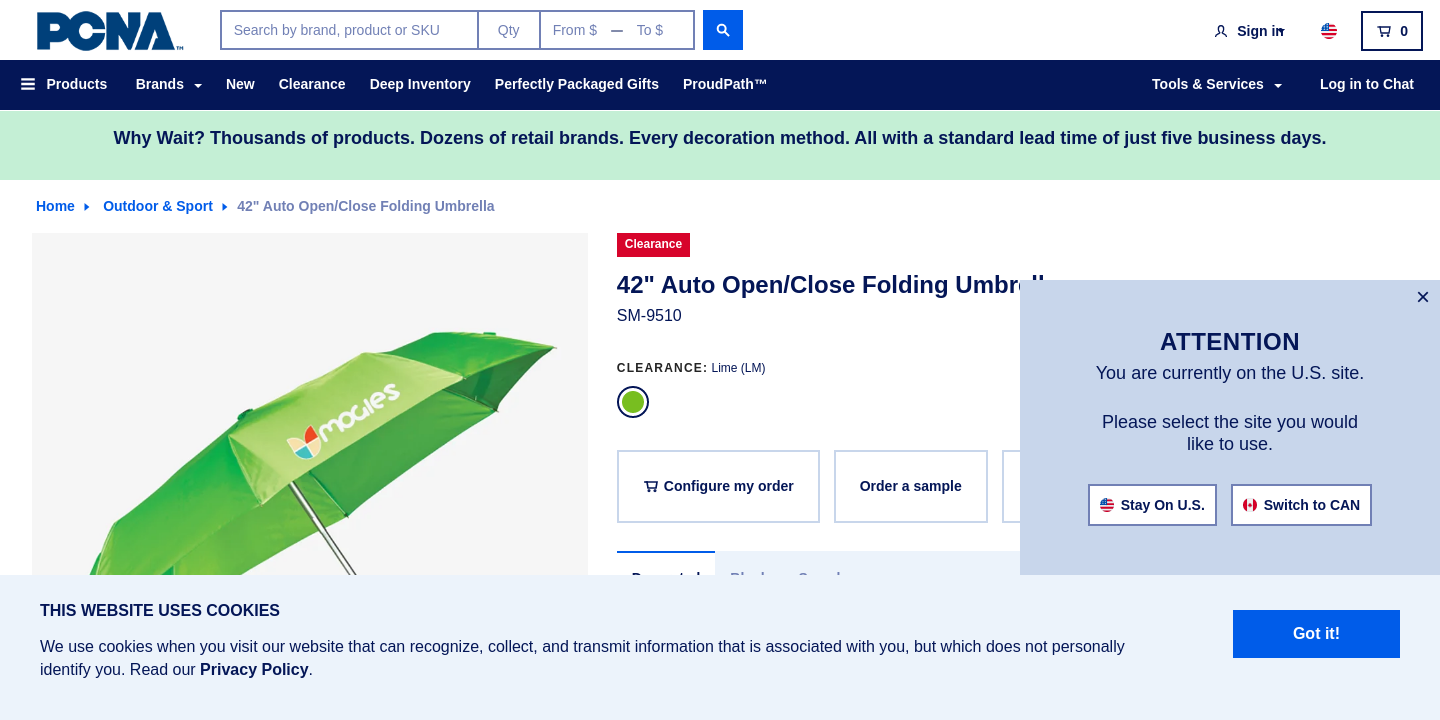 PCNA™
Search by brand, product or SKU
Qty
From $ — To $
Sign in
0
Products
Brands
New
Clearance
Deep Inventory
Perfectly Packaged Gifts
ProudPath™
Tools & Services
Log in to Chat
Why Wait? Thousands of products. Dozens of retail brands. Every decoration method. All with a standard lead time of just five business days.
Home
Outdoor & Sport
42" Auto Open/Close Folding Umbrella
mogies
Clearance
42" Auto Open/Close Folding Umbrell
SM-9510
CLEARANCE: Lime (LM)
Confiure my order
Order a sample
×
ATTENTION
You are currently on the U.S. site.
Please select the site you would
like to use.
Stay On U.S.
Switch to CAN
THIS WEBSITE USES COOKIES
We use cookies when you visit our website that can recognize, collect, and transmit information that is associated with you, but which does not personally
identify you. Read our Privacy Policy.
Got it!